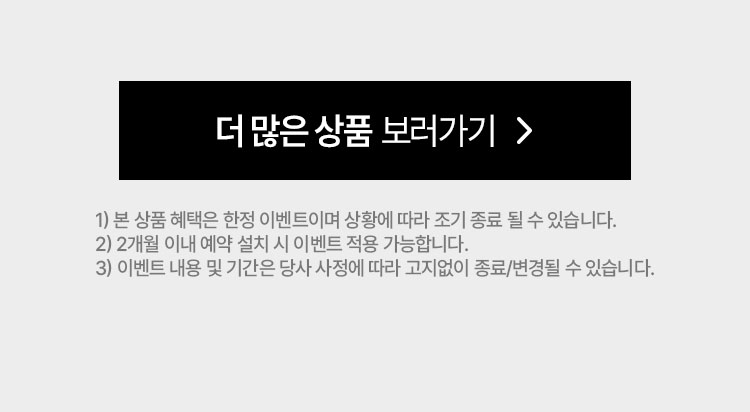 더 많은 상품 보러가기 >
1) 본 상품 혜택은 한정 이벤트이며 상황에 따라 조기 종료 될 수 있습니다.
2) 2개월 이내 예약 설치 시 이벤트 적용 가능합니다.
3) 이벤트 내용 및 기간은 당사 사정에 따라 고지없이 종료/변경될 수 있습니다.